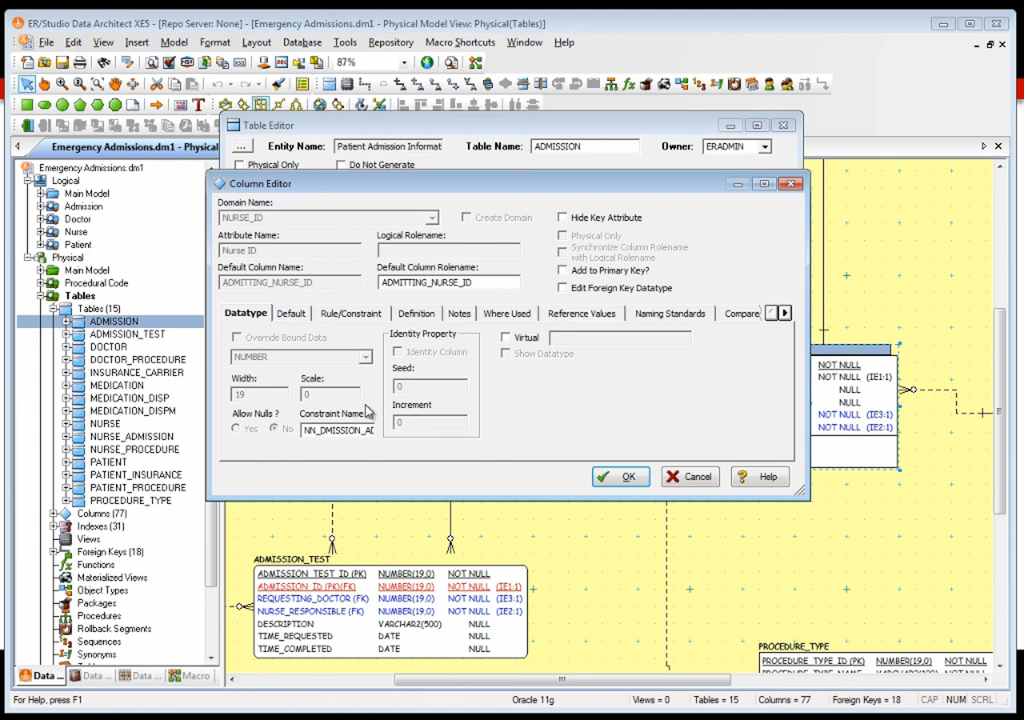 ER/Studio Data Architect XE5 - [Repo Server: None] - [Emergency Admissions.dm1 - Physical Model View: Physical(Tables)]
File Edit View Insert Model Format Layout Database Tools Repository Macro Shortcuts Window Help
87%
Emergency Admissions.dm1 - Physical
Emergency Admissions.dm1
Logical
Main Model
Admission
Doctor
Nurse
Patient
Physical
Main Model
Procedural Code
Tables
Tables (15)
ADMISSION
ADMISSION_TEST
DOCTOR
DOCTOR_PROCEDURE
INSURANCE_CARRIER
MEDICATION
MEDICATION_DISP
MEDICATION_DISPM
NURSE
NURSE_ADMISSION
NURSE_PROCEDURE
PATIENT
PATIENT_INSURANCE
PATIENT_PROCEDURE
PROCEDURE_TYPE
Columns (77)
Indexes (31)
Views
Foreign Keys (18)
Functions
Materialized Views
Object Types
Packages
Procedures
Rollback Segments
Sequences
Synonyms
Data ... Data ... Data ... Macro
Table Editor
... Entity Name: Patient Admission Informat Table Name: ADMISSION Owner: ERADMIN
Physical Only Do Not Generate
Column Editor
Domain Name:
NURSE_ID Create Domain Hide Key Attribute
Attribute Name: Logical Rolename: Physical Only
Nurse ID Synchronize Column Rolename
with Logical Rolename
Default Column Name: Default Column Rolename: Add to Primary Key?
ADMITTING_NURSE_ID ADMITTING_NURSE_ID Edit Foreign Key Datatype
Datatype Default Rule/Constraint Definition Notes Where Used Reference Values Naming Standards Compare
Override Bound Data Identity Property Virtual
NUMBER Identity Column Show Datatype
Width: Scale: Seed:
19 0 0
Allow Nulls ? Constraint Name Increment
Yes No NN_DMISSION_AD 0
OK Cancel Help
NOT NULL
NOT NULL (IE1:1)
NULL
NULL
NOT NULL (IE3:1)
NOT NULL (IE2:1)
ADMISSION_TEST
ADMISSION_TEST_ID (PK) NUMBER(19,0) NOT NULL
ADMISSION_ID (PK)(FK) NUMBER(19,0) NOT NULL (IE1:1)
REQUESTING_DOCTOR (FK) NUMBER(19,0) NOT NULL (IE3:1)
NURSE_RESPONSIBLE (FK) NUMBER(19,0) NOT NULL (IE2:1)
DESCRIPTION VARCHAR2(500) NULL
TIME_REQUESTED DATE NULL
TIME_COMPLETED DATE NULL
PROCEDURE_TYPE
PROCEDURE_TYPE_ID (PK) NUMBER(19,0) NOT NULL
For Help, press F1 Oracle 11g Views = 0 Tables = 15 Columns = 77 Foreign Keys = 18 CAP NUM SCRL